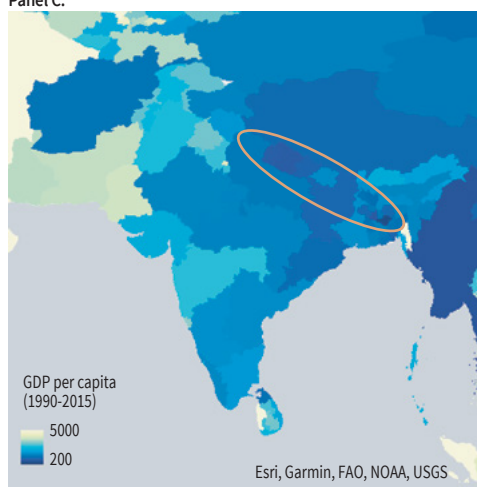 Panel C.
GDP per capita
(1990-2015)
5000
200
Esri, Garmin, FAO, NOAA, USGS